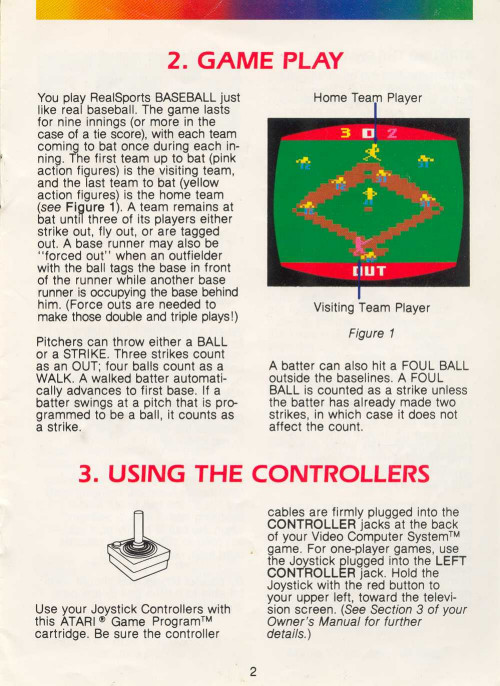 2. GAME PLAY
You play RealSports BASEBALL just
like real baseball. The game lasts
for nine innings (or more in the
case of a tie score), with each team
coming to bat once during each in-
ning. The first team up to bat (pink
action figures) is the visiting team,
and the last team to bat (yellow
action figures) is the home team
(see Figure 1). A team remains at
bat until three of its players either
strike out, fly out, or are tagged
out. A base runner may also be
"forced out" when an outfielder
with the ball tags the base in front
of the runner while another base
runner is occupying the base behind
him. (Force outs are needed to
make those double and triple plays!)
Pitchers can throw either a BALL
or a STRIKE. Three strikes count
as an OUT; four balls count as a
WALK. A walked batter automati-
cally advances to first base. If a
batter swings at a pitch that is pro-
grammed to be a ball, it counts as
a strike.
Home Team Player
3 0 2
OUT
Visiting Team Player
Figure 1
A batter can also hit a FOUL BALL
outside the baselines. A FOUL
BALL is counted as a strike unless
the batter has already made two
strikes, in which case it does not
affect the count.
3. USING THE CONTROLLERS
Use your Joystick Controllers with
this ATARI® Game Program™
cartridge. Be sure the controller
cables are firmly plugged into the
CONTROLLER jacks at the back
of your Video Computer System™
game. For one-player games, use
the Joystick plugged into the LEFT
CONTROLLER jack. Hold the
Joystick with the red button to
your upper left, toward the televi-
sion screen. (See Section 3 of your
Owner's Manual for further
details.)
2